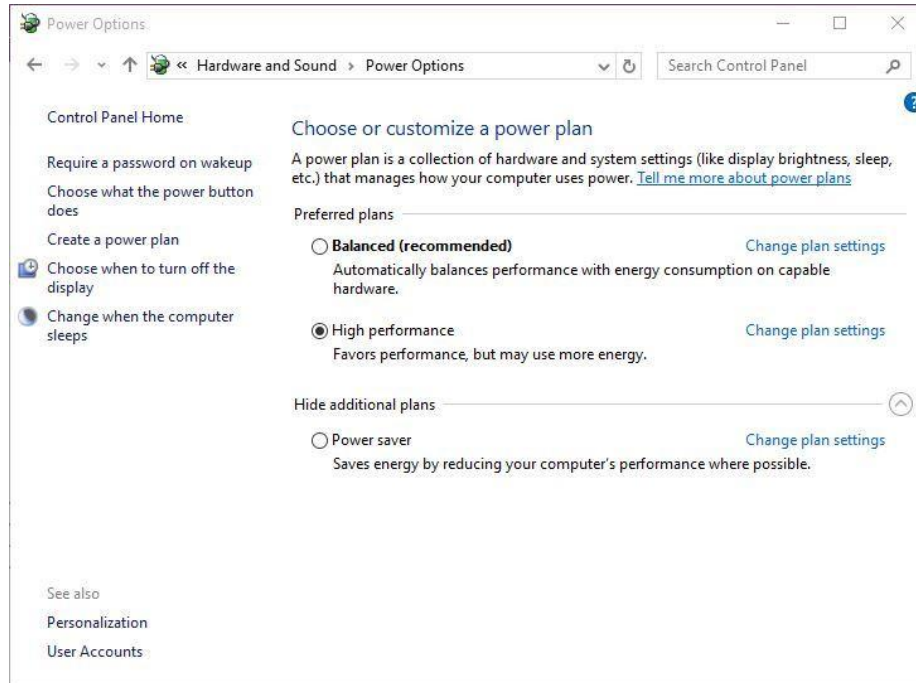 Power Options
« Hardware and Sound › Power Options
Search Control Panel
Control Panel Home
Require a password on wakeup
Choose what the power button
does
Create a power plan
Choose when to turn off the
display
Change when the computer
sleeps
See also
Personalization
User Accounts
?
Choose or customize a power plan
A power plan is a collection of hardware and system settings (like display brightness, sleep,
etc.) that manages how your computer uses power. Tell me more about power plans
Preferred plans
Balanced (recommended)
Change plan settings
Automatically balances performance with energy consumption on capable
hardware.
High performance
Change plan settings
Favors performance, but may use more energy.
Hide additional plans
Power saver
Change plan settings
Saves energy by reducing your computer's performance where possible.